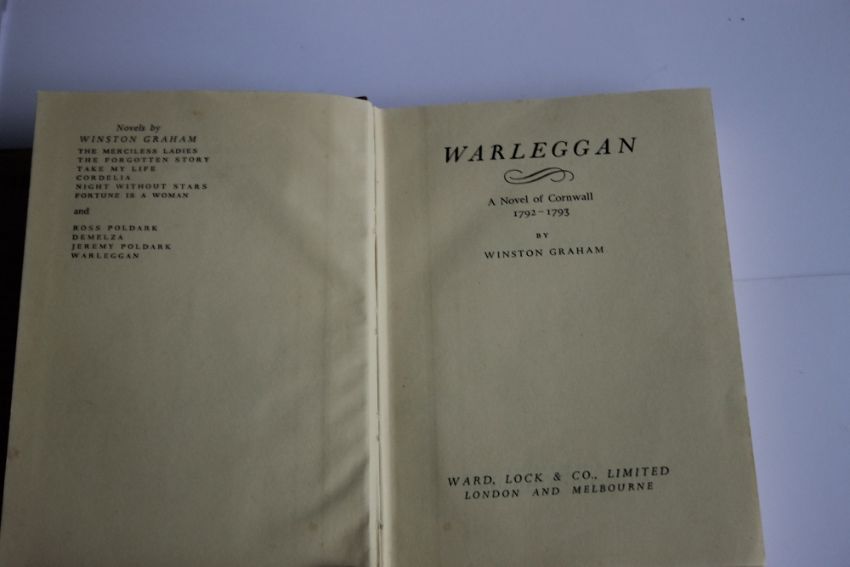 Novels by
WINSTON GRAHAM
THE MERCILESS LADIES
THE FORGOTTEN STORY
TAKE MY LIFE
CORDELIA
NIGHT WITHOUT STARS
FORTUNE IS A WOMAN
and
ROSS POLDARK
DEMELZA
JEREMY POLDARK
WARLEGGAN
WARLEGGAN
A Novel of Cornwall
1792-1793
BY
WINSTON GRAHAM
WARD, LOCK & CO., LIMITED
LONDON AND MELBOURNE